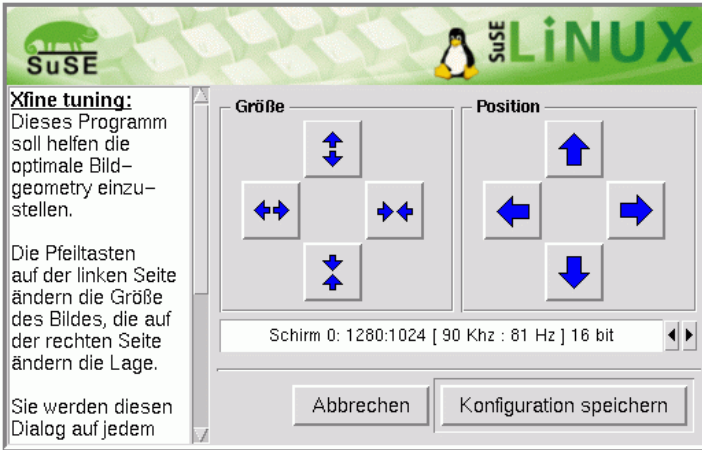 SuSE
SuSE LiNUX
Xfine tuning:
Dieses Programm
soll helfen die
optimale Bild-
geometry einzu-
stellen.
Die Pfeiltasten
auf der linken Seite
ändern die Größe
des Bildes, die auf
der rechten Seite
ändern die Lage.
Sie werden diesen
Dialog auf jedem
Größe
Position
Schirm 0: 1280:1024 [ 90 Khz : 81 Hz ] 16 bit
Abbrechen
Konfiguration speichern